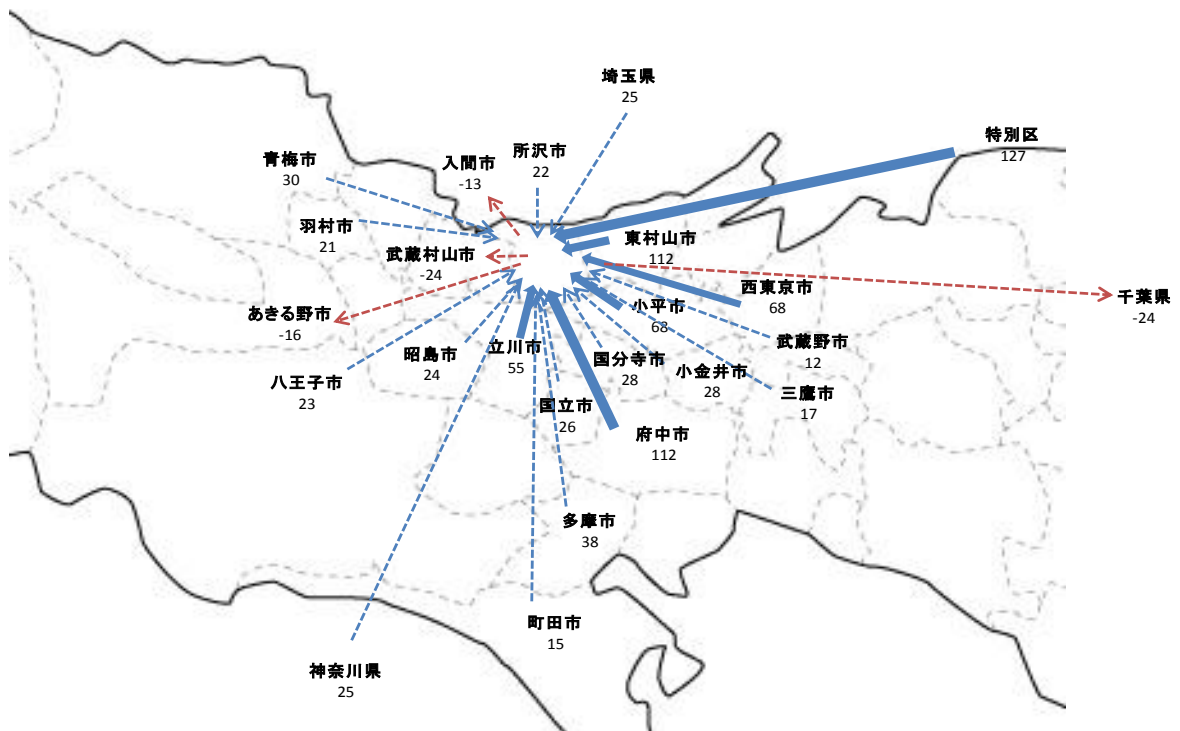 埼玉県
25
特別区
127
所沢市
22
入間市
-13
青梅市
30
羽村市
21
武蔵村山市
-24
東村山市
112
西東京市
68
千葉県
-24
あきる野市
-16
小平市
68
武蔵野市
12
立川市
55
昭島市
24
国分寺市
28
小金井市
28
八王子市
23
三鷹市
17
国立市
26
府中市
112
多摩市
38
町田市
15
神奈川県
25